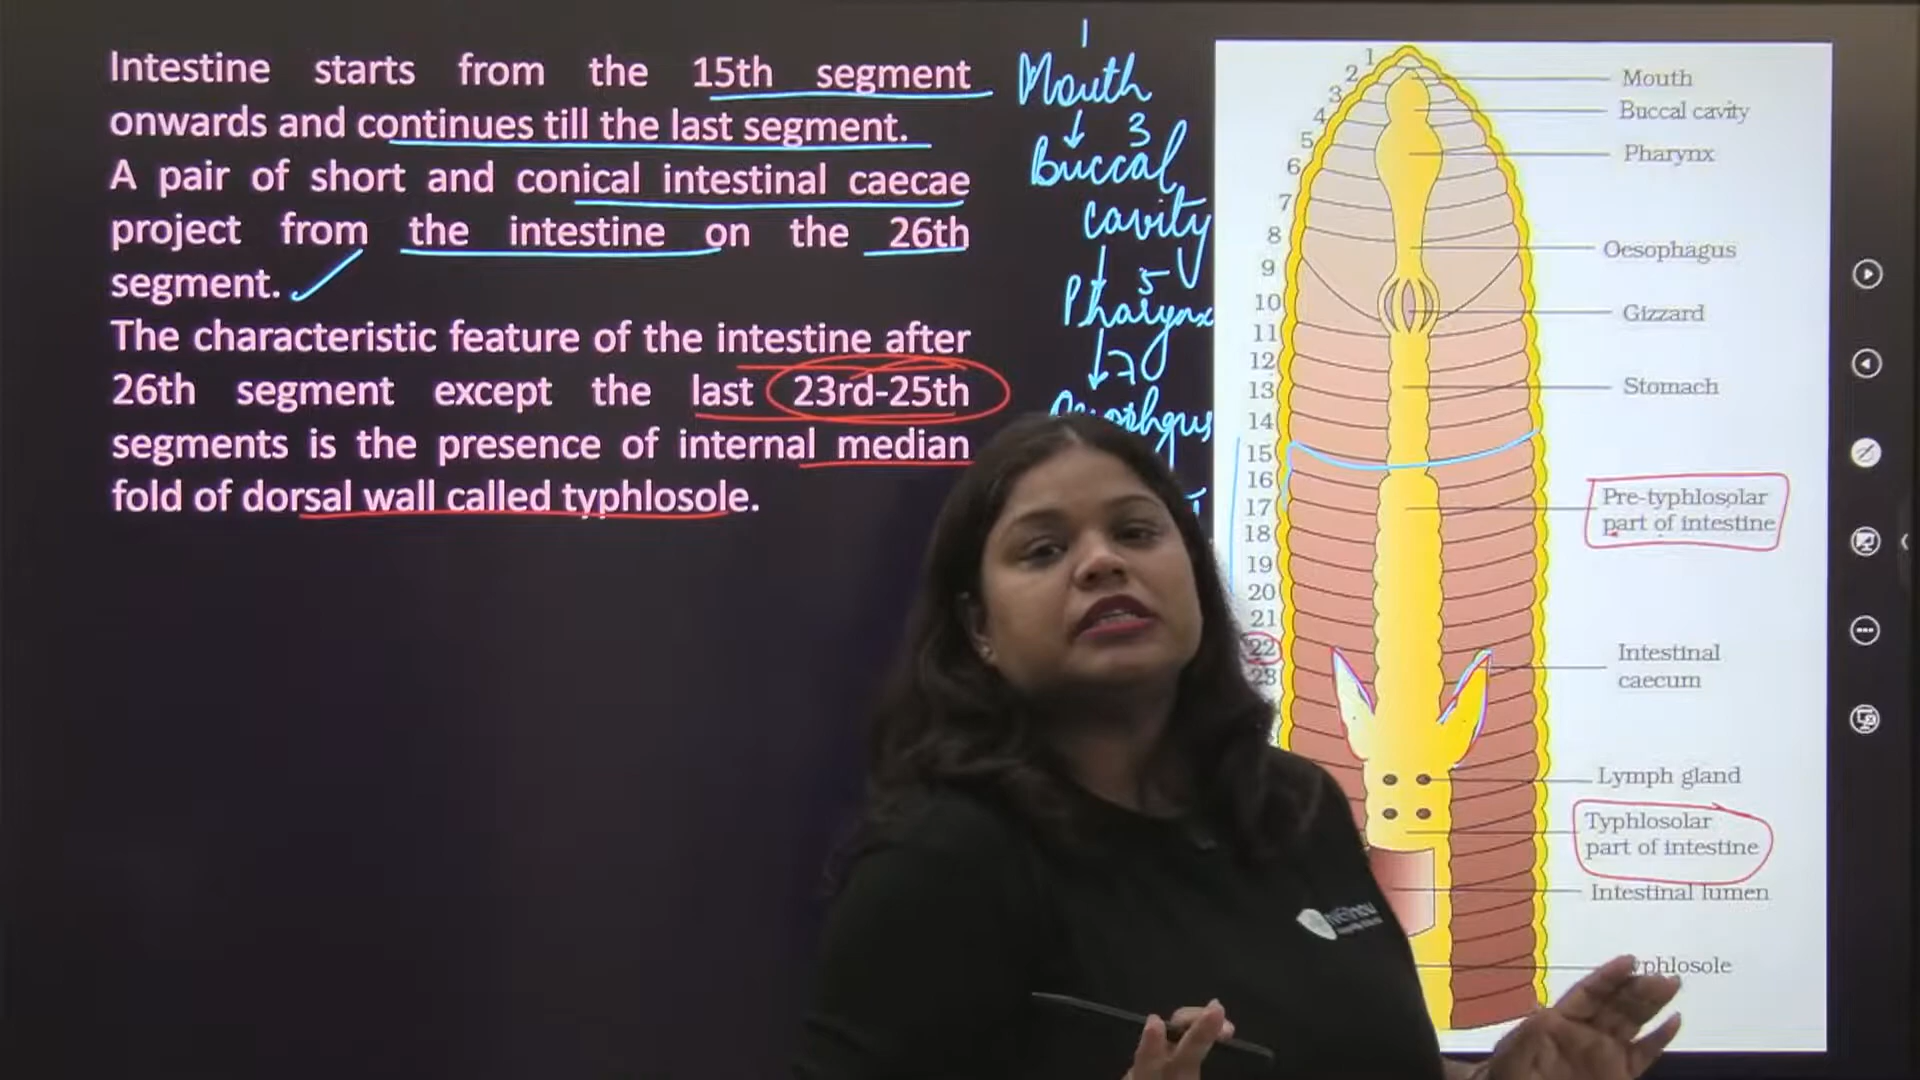 Intestine starts from the 15th segment
onwards and continues till the last segment.
A pair of short and conical intestinal caecae
project from the intestine on the 26th
segment.
The characteristic feature of the intestine after
26th segment except the last 23rd-25th
segments is the presence of internal median
fold of dorsal wall called typhlosole.
1
Mouth
3
Buccal
cavity
5
Pharynx
7
1
2
3
4
5
6
7
8
9
10
11
12
13
14
15
16
17
18
19
20
21
22
23
Mouth
Buccal cavity
Pharynx
Oesophagus
Gizzard
Stomach
Pre-typhlosolar
part of intestine
Intestinal
caecum
Lymph gland
Typhlosolar
part of intestine
Intestinal lumen